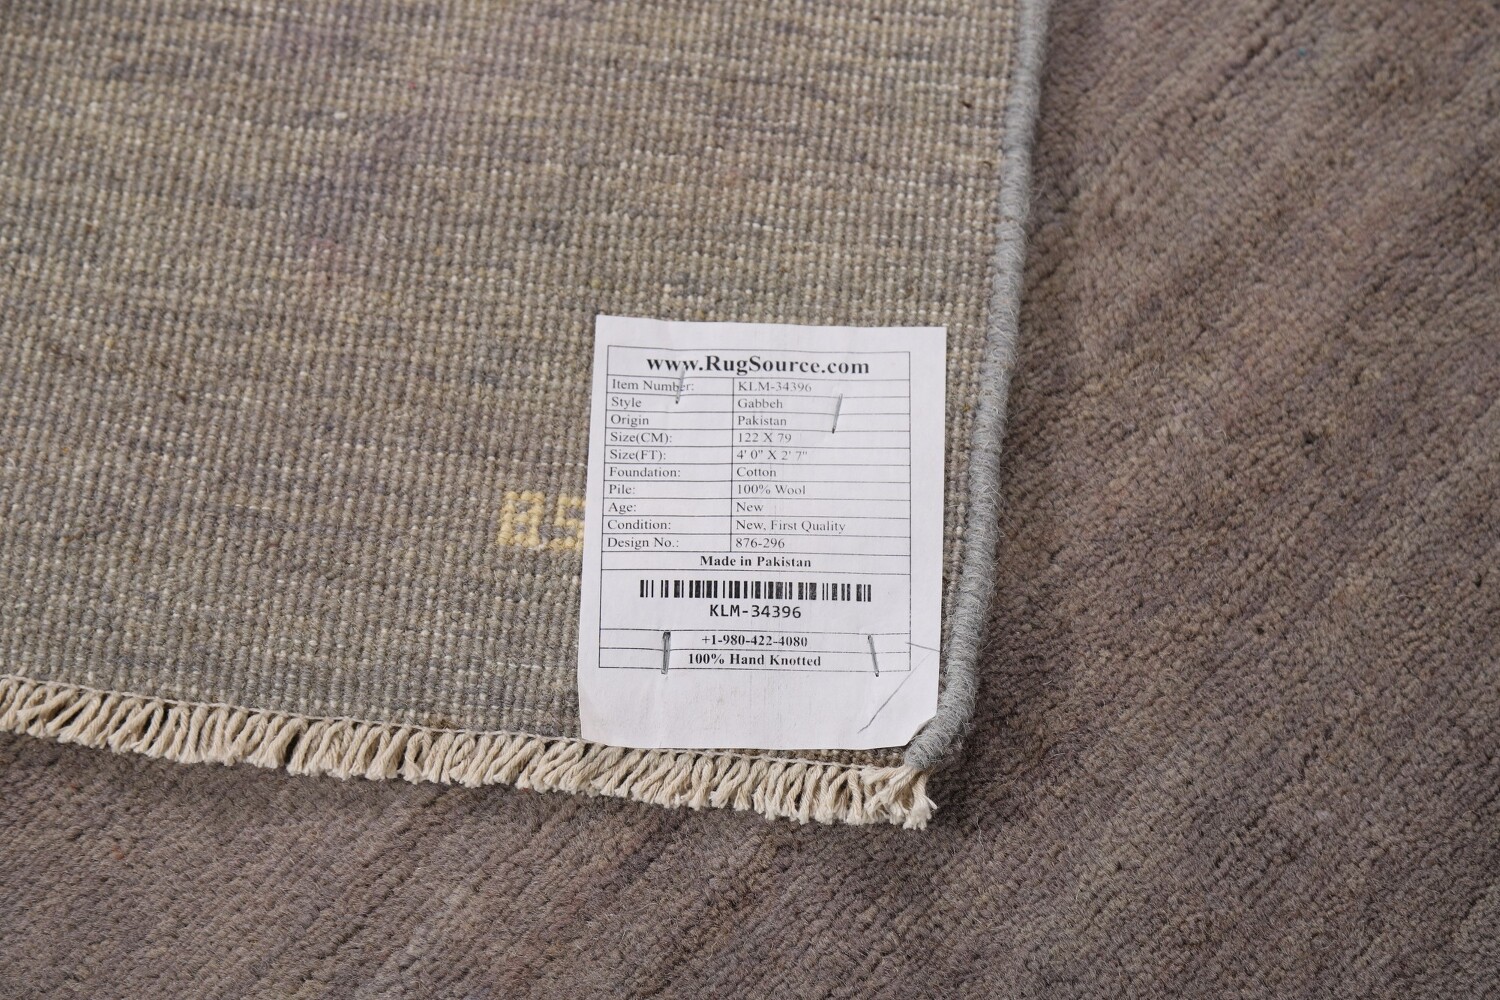 www.RugSource.com
Item Number: KLM-34396
Style Gabbeh
Origin Pakistan
Size(CM): 122 X 79
Size(FT): 4' 0" X 2' 7"
Foundation: Cotton
Pile: 100% Wool
Age: New
Condition: New, First Quality
Design No.: 876-296
Made in Pakistan
KLM-34396
+1-980-422-4080
100% Hand Knotted
85